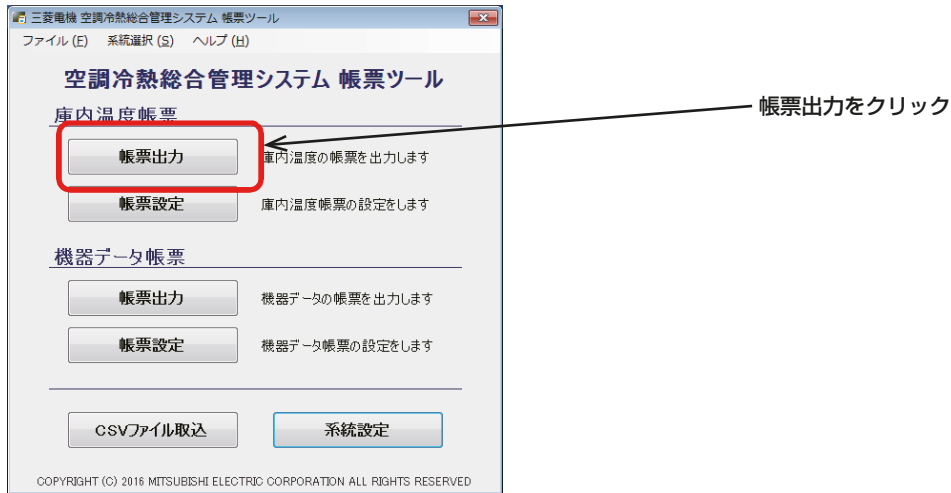 三菱電機 空調冷熱総合管理システム 帳票ツール
ファイル(F) 系統選択(S) ヘルプ(H)
空調冷熱総合管理システム 帳票ツール
庫内温度帳票
帳票出力をクリック
帳票出力 庫内温度の帳票を出力します
帳票設定 庫内温度帳票の設定をします
機器データ帳票
帳票出力 機器データの帳票を出力します
帳票設定 機器データ帳票の設定をします
CSVファイル取込 系統設定
COPYRIGHT (C) 2016 MITSUBISHI ELECTRIC CORPORATION ALL RIGHTS RESERVED